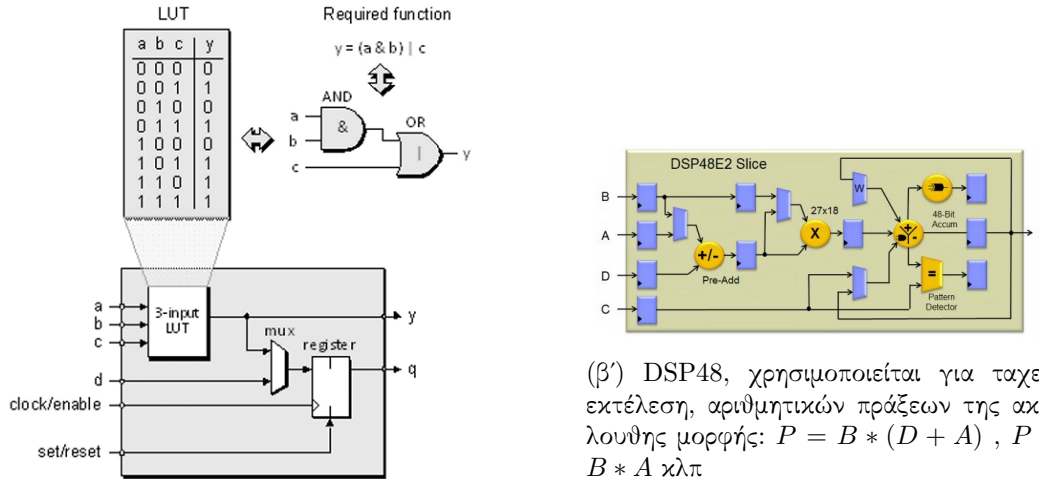 LUT
Required function
a b c y
0 0 0 0
0 0 1 1
0 1 0 0
0 1 1 1
1 0 0 0
1 0 1 1
1 1 0 1
1 1 1 1
y = (a & b) | c
AND
a
b
&
OR
|
c
y
a
b
c
3-input
LUT
y
mux
register
d
q
clock/enable
set/reset
DSP48E2 Slice
B
A
D
C
+/-
Pre-Add
27x18
X
W
+
-
48-Bit
Accum
=
Pattern
Detector
(β΄) DSP48, χρησιμοποιείται για ταχε
εκτέλεση, αριθμητικών πράξεων της ακ
λουθης μορφής: P = B ∗ (D + A) , P
B ∗ A κλπ